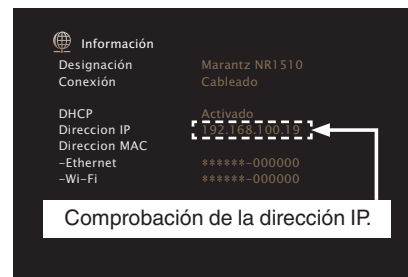 Información
Designación Marantz NR1510
Conexión Cableado
DHCP Activado
Direccion IP 192.168.100.19
Direccion MAC
-Ethernet ******-000000
-Wi-Fi ******-000000
Comprobación de la dirección IP.